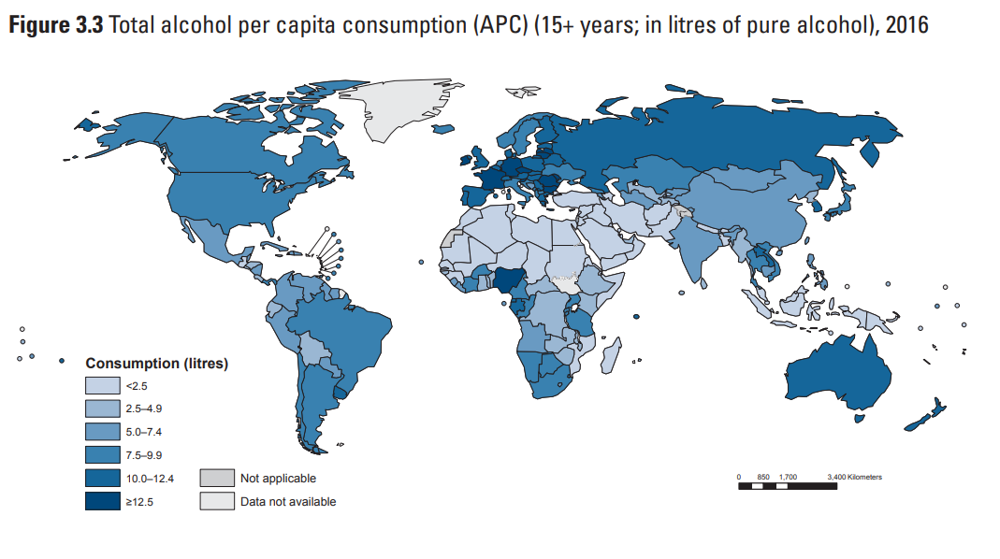 Figure 3.3 Total alcohol per capita consumption (APC) (15+ years; in litres of pure alcohol), 2016
Consumption (litres)
<2.5
2.5–4.9
5.0–7.4
7.5–9.9
10.0–12.4
≥12.5
Not applicable
Data not available
0 850 1,700 3,400 Kilometers